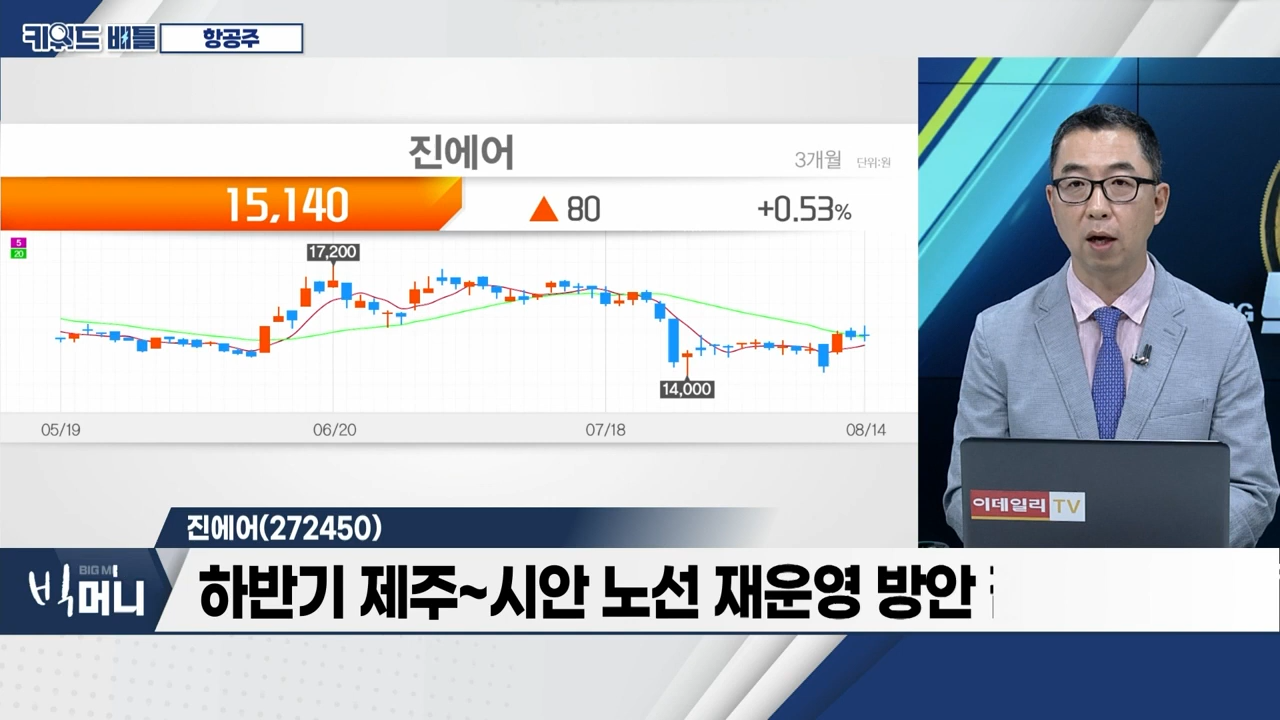 키워드 배틀
항공주
진에어
3개월 단위:원
15,140 ▲ 80 +0.53%
5
20
17,200
14,000
05/19 06/20 07/18 08/14
이데일리 TV
진에어(272450)
BIG M
빅머니
하반기 제주~시안 노선 재운영 방안